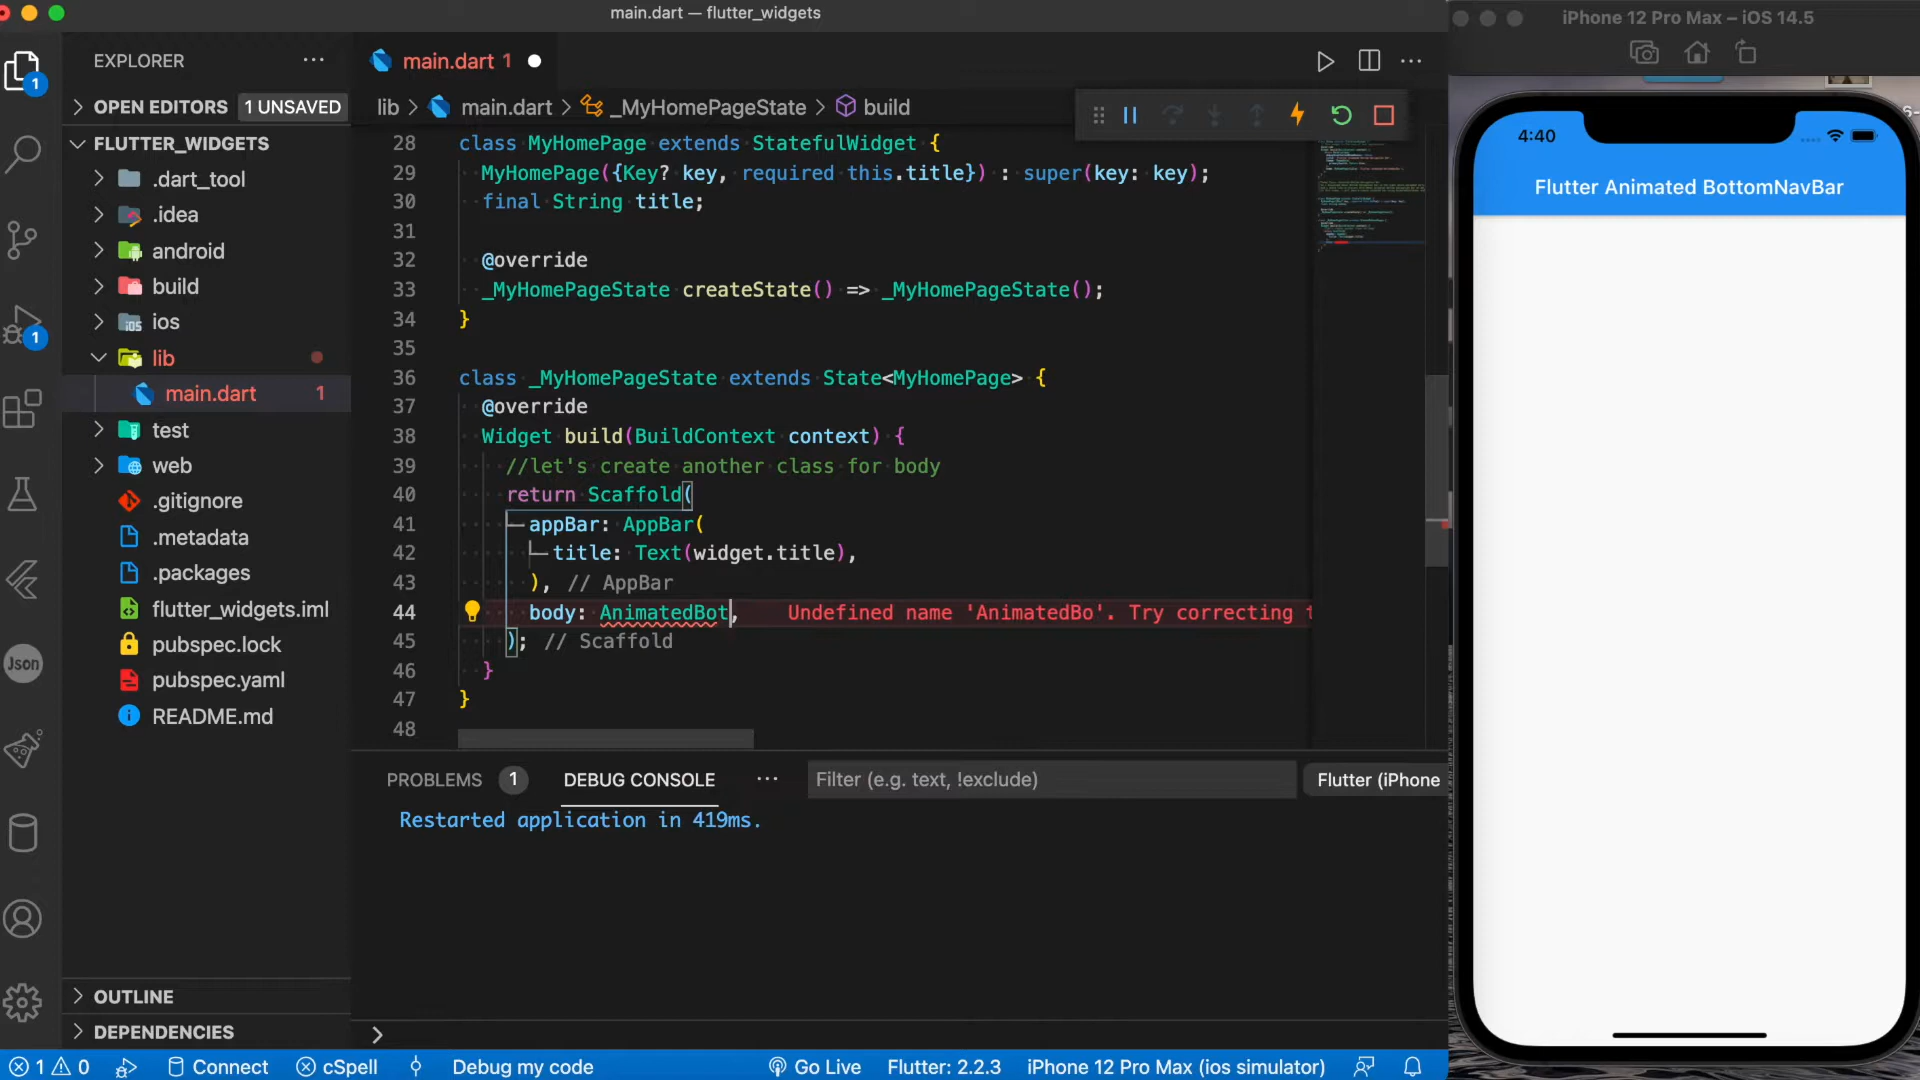 main.dart — flutter_widgets
iPhone 12 Pro Max – iOS 14.5
EXPLORER
main.dart 1
1
OPEN EDITORS 1 UNSAVED
lib > main.dart > _MyHomePageState > build
FLUTTER_WIDGETS
.dart_tool
.idea
android
build
ios
lib
main.dart 1
test
web
.gitignore
.metadata
.packages
flutter_widgets.iml
pubspec.lock
pubspec.yaml
README.md
1
Json
iOS
28 class MyHomePage extends StatefulWidget {
29 MyHomePage({Key? key, required this.title}) : super(key: key);
30 final String title;
31
32 @override
33 _MyHomePageState createState() => _MyHomePageState();
34 }
35
36 class _MyHomePageState extends State<MyHomePage> {
37 @override
38 Widget build(BuildContext context) {
39 //let's create another class for body
40 return Scaffold(
41 appBar: AppBar(
42 title: Text(widget.title),
43 ), // AppBar
44 body: AnimatedBot, Undefined name 'AnimatedBo'. Try correcting t
45 ); // Scaffold
46 }
47 }
48
4:40
Flutter Animated BottomNavBar
PROBLEMS 1 DEBUG CONSOLE ··· Filter (e.g. text, !exclude) Flutter (iPhone
Restarted application in 419ms.
OUTLINE
DEPENDENCIES
>
1 0 Connect cSpell Debug my code Go Live Flutter: 2.2.3 iPhone 12 Pro Max (ios simulator)